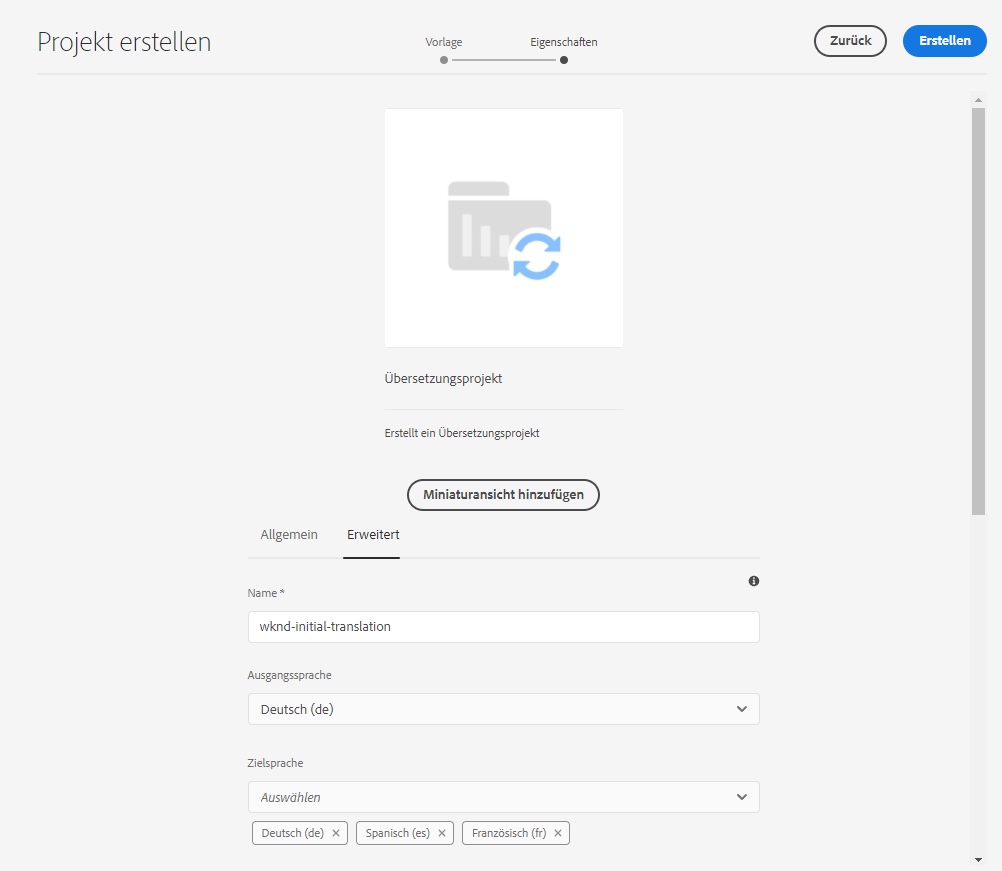 Projekt erstellen
Vorlage
Eigenschaften
Zurück
Erstellen
Übersetzungsprojekt
Erstellt ein Übersetzungsprojekt
Miniaturansicht hinzufügen
Allgemein
Erweitert
Name *
wknd-initial-translation
Ausgangssprache
Deutsch (de)
Zielsprache
Auswählen
Deutsch (de) ×
Spanisch (es) ×
Französisch (fr) ×